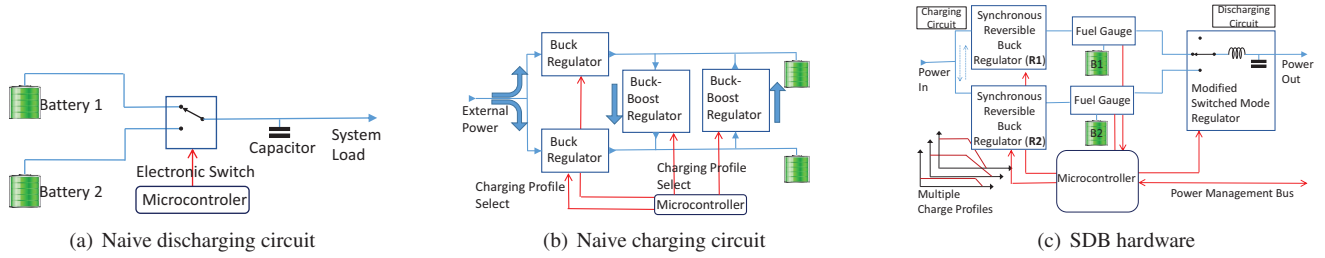 Battery 1
Battery 2
Electronic Switch
Microcontroler
Capacitor
System
Load
(a) Naive discharging circuit
Buck
Regulator
Buck-
Boost
Regulator
Buck-
Boost
Regulator
External
Power
Buck
Regulator
Charging Profile
Select
Charging Profile
Select
Microcontroller
(b) Naive charging circuit
Charging
Circuit
Synchronous
Reversible
Buck
Regulator (R1)
Fuel Gauge
B1
Discharging
Circuit
Power
In
Power
Out
Synchronous
Reversible
Buck
Regulator (R2)
Fuel Gauge
B2
Modified
Switched Mode
Regulator
Multiple
Charge Profiles
Microcontroller
Power Management Bus
(c) SDB hardware